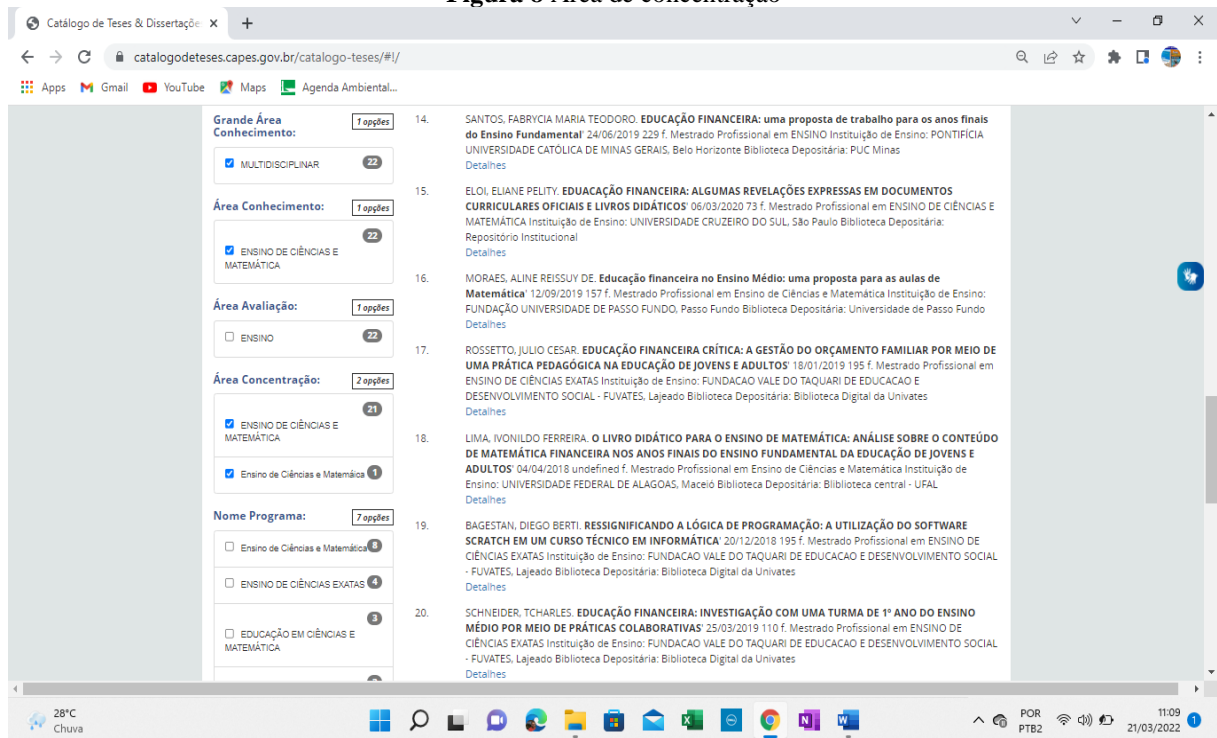 Figura 8 Área de concentração
Catálogo de Teses & Dissertaçõe
catalogodeteses.capes.gov.br/catalogo-teses/#!/
Apps Gmail YouTube Maps Agenda Ambiental...
Grande Área Conhecimento: 1 opções
MULTIDISCIPLINAR 22
Área Conhecimento: 1 opções
22
ENSINO DE CIÊNCIAS E
MATEMÁTICA
Área Avaliação: 1 opções
ENSINO 22
Área Concentração: 2 opções
21
ENSINO DE CIÊNCIAS E
MATEMÁTICA
Ensino de Ciências e Matemáica 1
Nome Programa: 7 opções
Ensino de Ciências e Matemática 8
ENSINO DE CIÊNCIAS EXATAS 4
3
EDUCAÇÃO EM CIÊNCIAS E
MATEMÁTICA
14. SANTOS, FABRYCIA MARIA TEODORO. EDUCAÇÃO FINANCEIRA: uma proposta de trabalho para os anos finais
do Ensino Fundamental' 24/06/2019 229 f. Mestrado Profissional em ENSINO Instituição de Ensino: PONTIFÍCIA
UNIVERSIDADE CATÓLICA DE MINAS GERAIS, Belo Horizonte Biblioteca Depositária: PUC Minas
Detalhes
15. ELOI, ELIANE PELITY. EDUACAÇÃO FINANCEIRA: ALGUMAS REVELAÇÕES EXPRESSAS EM DOCUMENTOS
CURRICULARES OFICIAIS E LIVROS DIDÁTICOS' 06/03/2020 73 f. Mestrado Profissional em ENSINO DE CIÊNCIAS E
MATEMÁTICA Instituição de Ensino: UNIVERSIDADE CRUZEIRO DO SUL, São Paulo Biblioteca Depositária:
Repositório Institucional
Detalhes
16. MORAES, ALINE REISSUY DE. Educação financeira no Ensino Médio: uma proposta para as aulas de
Matemática' 12/09/2019 157 f. Mestrado Profissional em Ensino de Ciências e Matemática Instituição de Ensino:
FUNDAÇÃO UNIVERSIDADE DE PASSO FUNDO, Passo Fundo Biblioteca Depositária: Universidade de Passo Fundo
Detalhes
17. ROSSETTO, JULIO CESAR. EDUCAÇÃO FINANCEIRA CRÍTICA: A GESTÃO DO ORÇAMENTO FAMILIAR POR MEIO DE
UMA PRÁTICA PEDAGÓGICA NA EDUCAÇÃO DE JOVENS E ADULTOS' 18/01/2019 195 f. Mestrado Profissional em
ENSINO DE CIÊNCIAS EXATAS Instituição de Ensino: FUNDACAO VALE DO TAQUARI DE EDUCACAO E
DESENVOLVIMENTO SOCIAL - FUVATES, Lajeado Biblioteca Depositária: Biblioteca Digital da Univates
Detalhes
18. LIMA, IVONILDO FERREIRA. O LIVRO DIDÁTICO PARA O ENSINO DE MATEMÁTICA: ANÁLISE SOBRE O CONTEÚDO
DE MATEMÁTICA FINANCEIRA NOS ANOS FINAIS DO ENSINO FUNDAMENTAL DA EDUCAÇÃO DE JOVENS E
ADULTOS' 04/04/2018 undefined f. Mestrado Profissional em Ensino de Ciências e Matemática Instituição de
Ensino: UNIVERSIDADE FEDERAL DE ALAGOAS, Maceió Biblioteca Depositária: Bliblioteca central - UFAL
Detalhes
19. BAGESTAN, DIEGO BERTI. RESSIGNIFICANDO A LÓGICA DE PROGRAMAÇÃO: A UTILIZAÇÃO DO SOFTWARE
SCRATCH EM UM CURSO TÉCNICO EM INFORMÁTICA' 20/12/2018 195 f. Mestrado Profissional em ENSINO DE
CIÊNCIAS EXATAS Instituição de Ensino: FUNDACAO VALE DO TAQUARI DE EDUCACAO E DESENVOLVIMENTO SOCIAL
- FUVATES, Lajeado Biblioteca Depositária: Biblioteca Digital da Univates
Detalhes
20. SCHNEIDER, TCHARLES. EDUCAÇÃO FINANCEIRA: INVESTIGAÇÃO COM UMA TURMA DE 1º ANO DO ENSINO
MÉDIO POR MEIO DE PRÁTICAS COLABORATIVAS' 25/03/2019 110 f. Mestrado Profissional em ENSINO DE
CIÊNCIAS EXATAS Instituição de Ensino: FUNDACAO VALE DO TAQUARI DE EDUCACAO E DESENVOLVIMENTO SOCIAL
- FUVATES, Lajeado Biblioteca Depositária: Biblioteca Digital da Univates
Detalhes
28°C
Chuva
POR
PTB2
11:09
21/03/2022
1